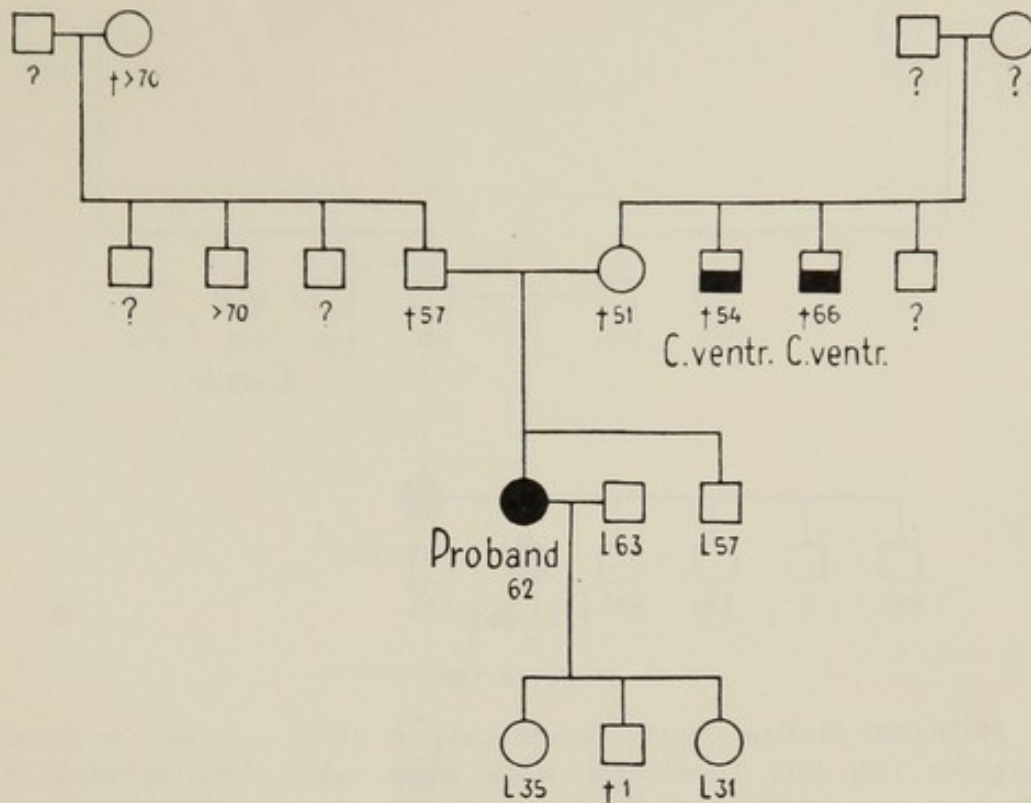 ? †>70 ? ?
? >70 ? †57 †51 †54 †66 ?
C.ventr. C.ventr.
Proband L63 L57
62
L35 †1 L31